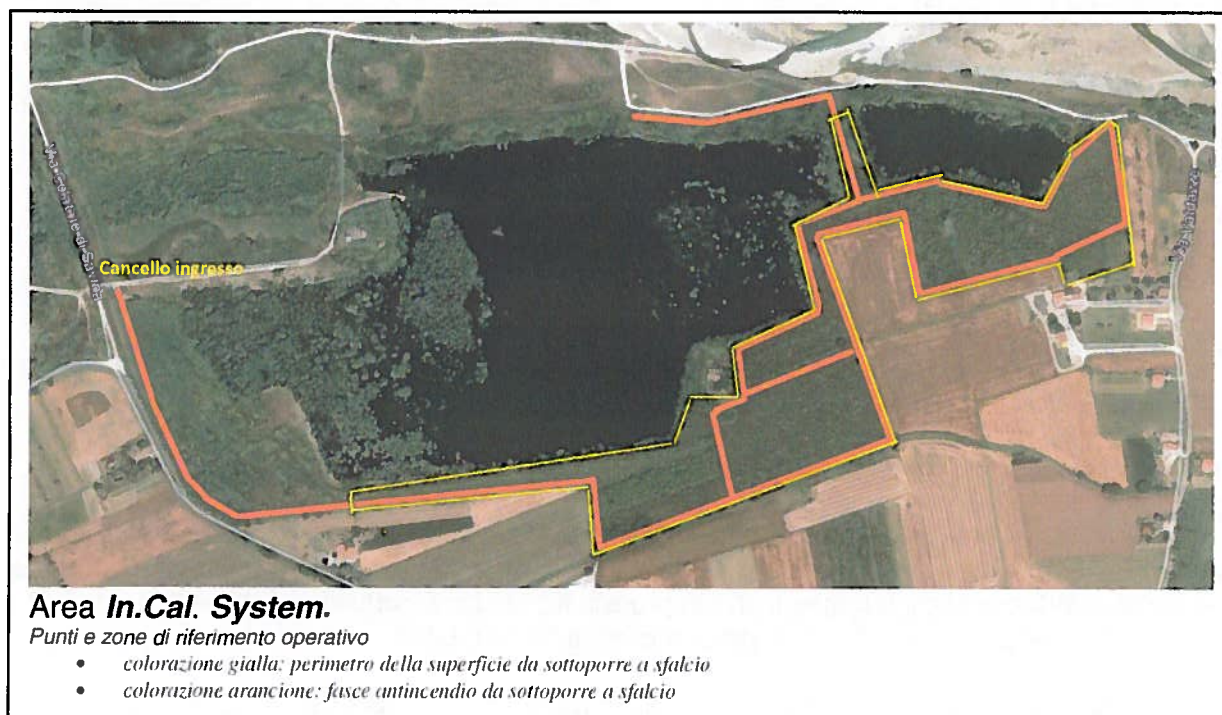 Cancello ingresso
Area In.Cal. System.
Punti e zone di riferimento operativo
• colorazione gialla: perimetro della superficie da sottoporre a sfalcio
• colorazione arancione: fasce antincendio da sottoporre a sfalcio